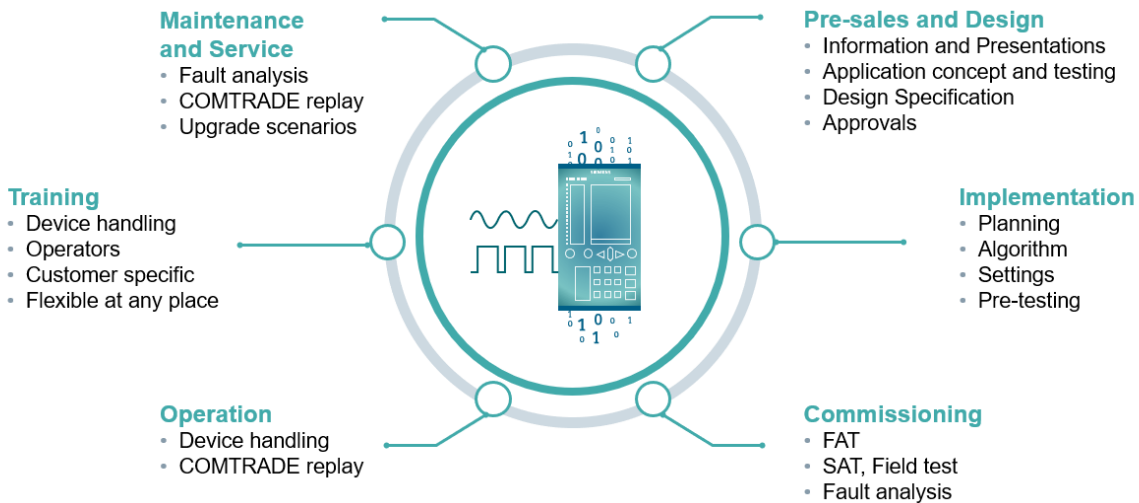 Maintenance
and Service
• Fault analysis
• COMTRADE replay
• Upgrade scenarios
Pre-sales and Design
• Information and Presentations
• Application concept and testing
• Design Specification
• Approvals
Training
• Device handling
• Operators
• Customer specific
• Flexible at any place
SIEMENS
Implementation
• Planning
• Algorithm
• Settings
• Pre-testing
Operation
• Device handling
• COMTRADE replay
Commissioning
• FAT
• SAT, Field test
• Fault analysis